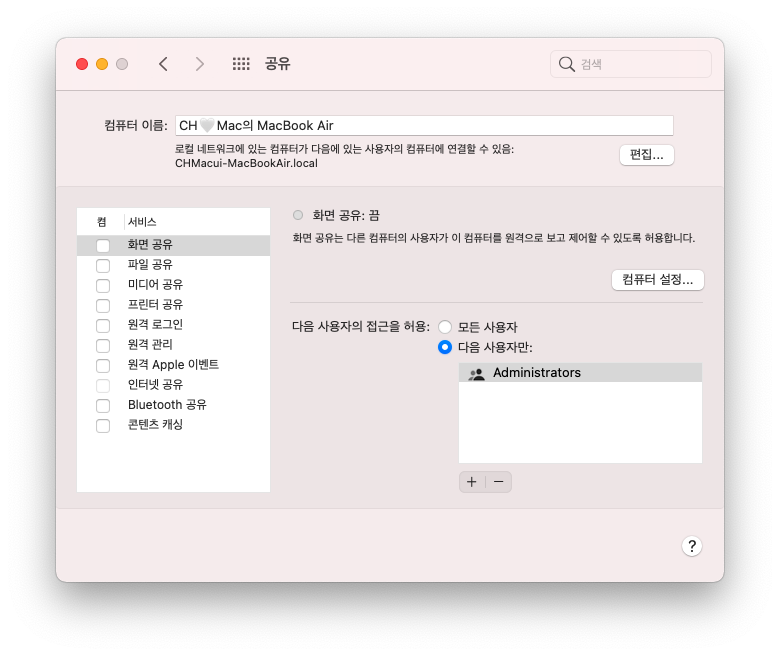 공유
검색
컴퓨터 이름:
CH🤍Mac의 MacBook Air
로컬 네트워크에 있는 컴퓨터가 다음에 있는 사용자의 컴퓨터에 연결할 수 있음:
CHMacui-MacBookAir.local
편집...
켬 서비스
화면 공유
파일 공유
미디어 공유
프린터 공유
원격 로그인
원격 관리
원격 Apple 이벤트
인터넷 공유
Bluetooth 공유
콘텐츠 캐싱
화면 공유: 끔
화면 공유는 다른 컴퓨터의 사용자가 이 컴퓨터를 원격으로 보고 제어할 수 있도록 허용합니다.
컴퓨터 설정...
다음 사용자의 접근을 허용: 모든 사용자
다음 사용자만:
Administrators
+ −
?